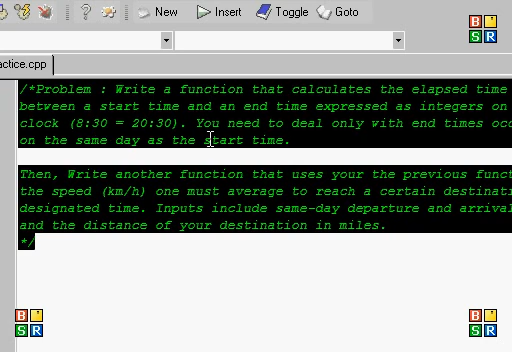 New Insert Toggle Goto
B '
S R
actice.cpp
/*Problem : Write a function that calculates the elapsed time
between a start time and an end time expressed as integers on
clock (8:30 = 20:30). You need to deal only with end times occ
on the same day as the start time.
Then, Write another function that uses your the previous funct
the speed (km/h) one must average to reach a certain destinati
designated time. Inputs include same-day departure and arrival
and the distance of your destination in miles.
*/
B ' B '
S R S R